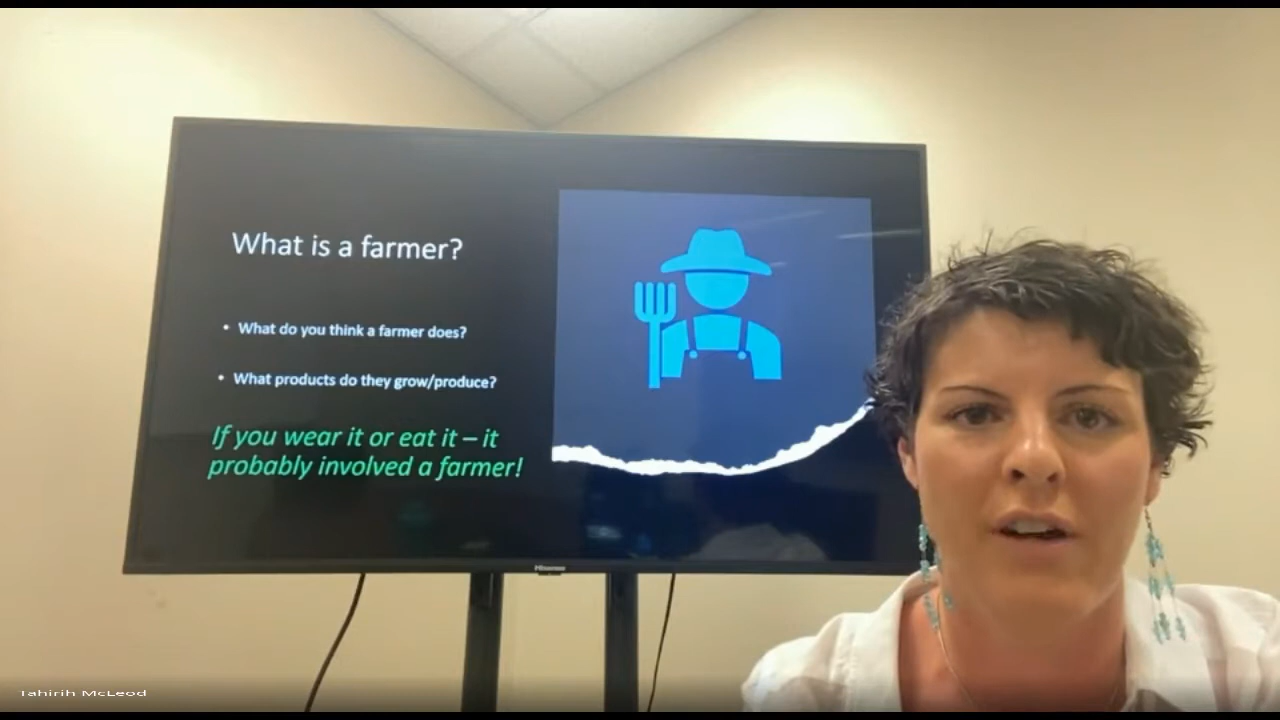 What is a farmer?
• What do you think a farmer does?
• What products do they grow/produce?
If you wear it or eat it – it
probably involved a farmer!
Hisense
Tahirih McLeod